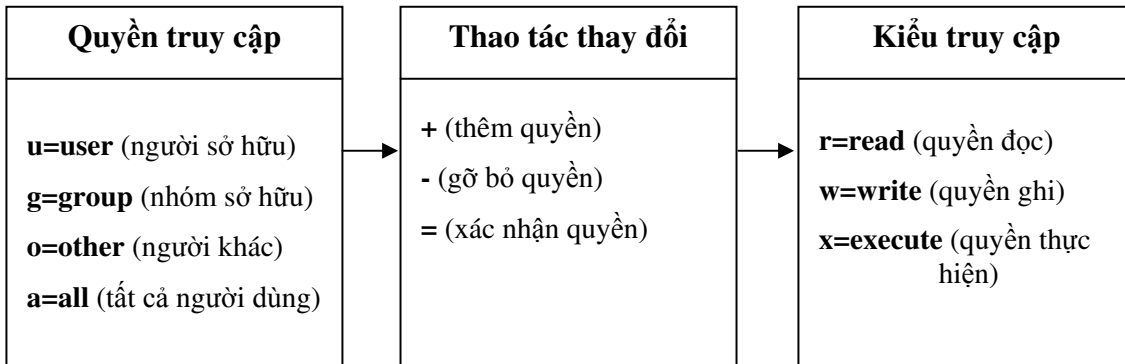 Quyền truy cập
u=user (người sở hữu)
g=group (nhóm sở hữu)
o=other (người khác)
a=all (tất cả người dùng)
Thao tác thay đổi
+ (thêm quyền)
- (gỡ bỏ quyền)
= (xác nhận quyền)
Kiểu truy cập
r=read (quyền đọc)
w=write (quyền ghi)
x=execute (quyền thực
hiện)